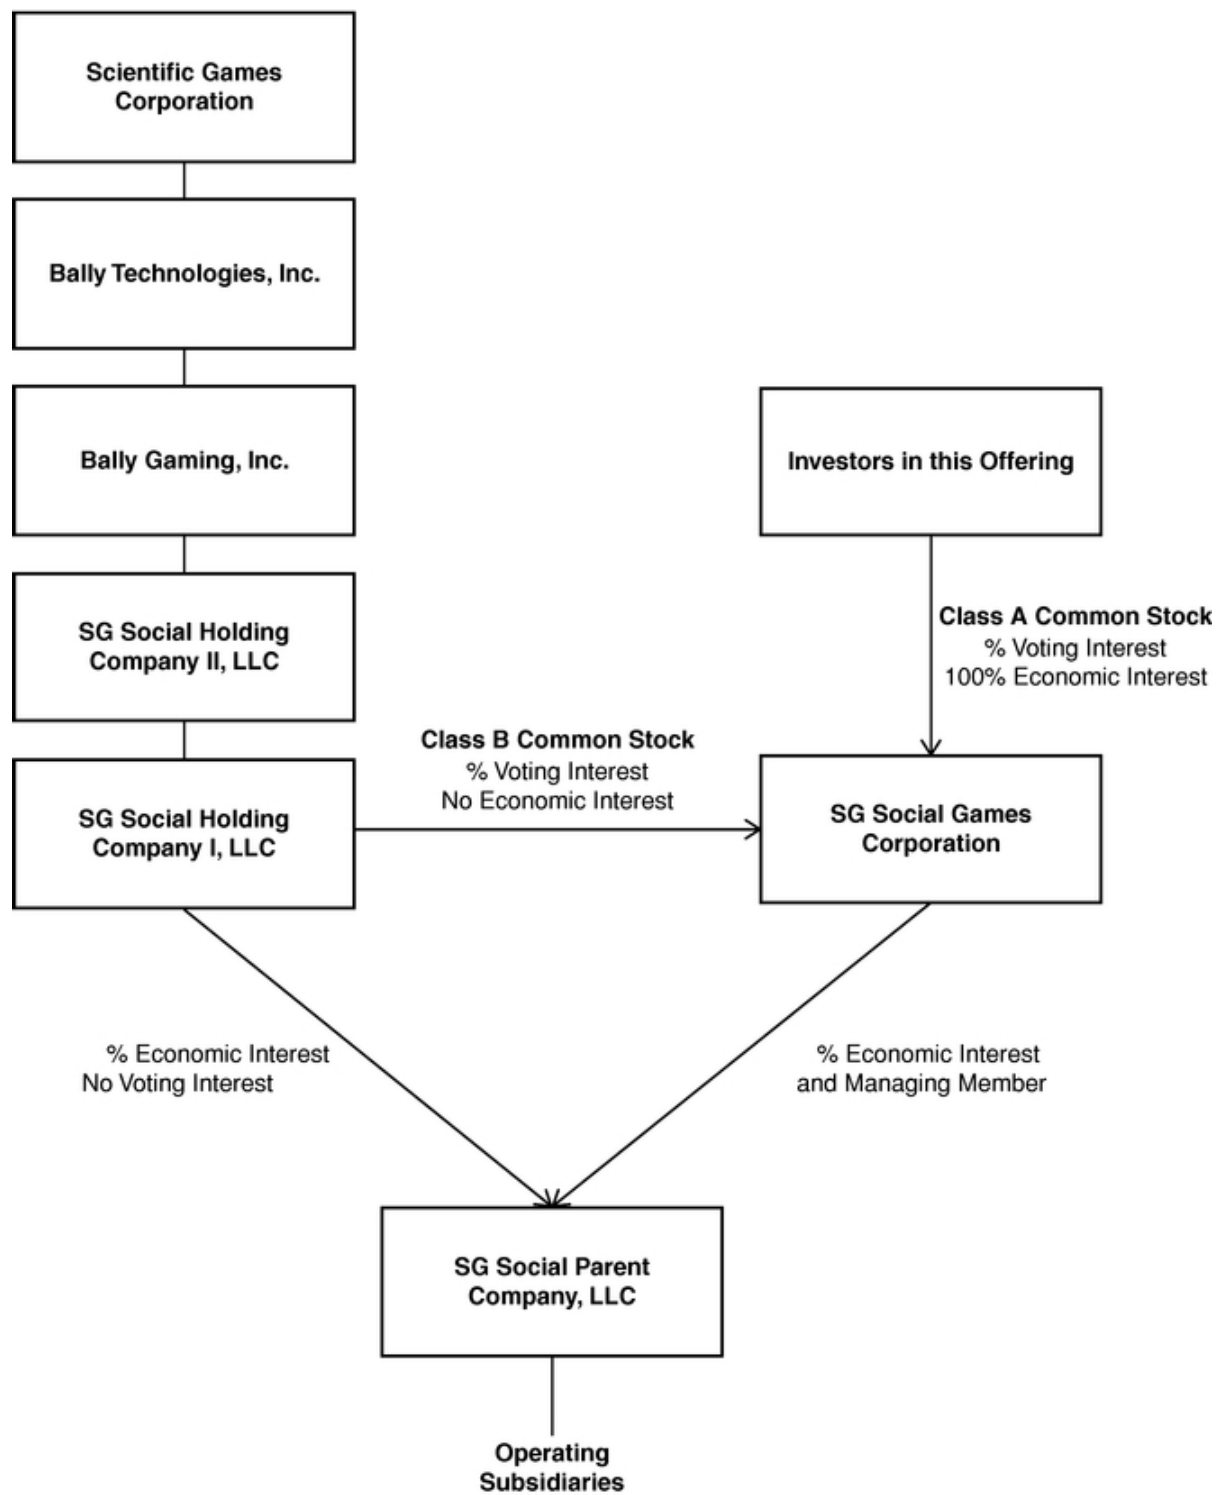 Scientific Games
Corporation
Bally Technologies, Inc.
Bally Gaming, Inc.
Investors in this Offering
SG Social Holding
Company II, LLC
Class A Common Stock
% Voting Interest
100% Economic Interest
Class B Common Stock
% Voting Interest
No Economic Interest
SG Social Holding
Company I, LLC
SG Social Games
Corporation
% Economic Interest
No Voting Interest
% Economic Interest
and Managing Member
SG Social Parent
Company, LLC
Operating
Subsidiaries